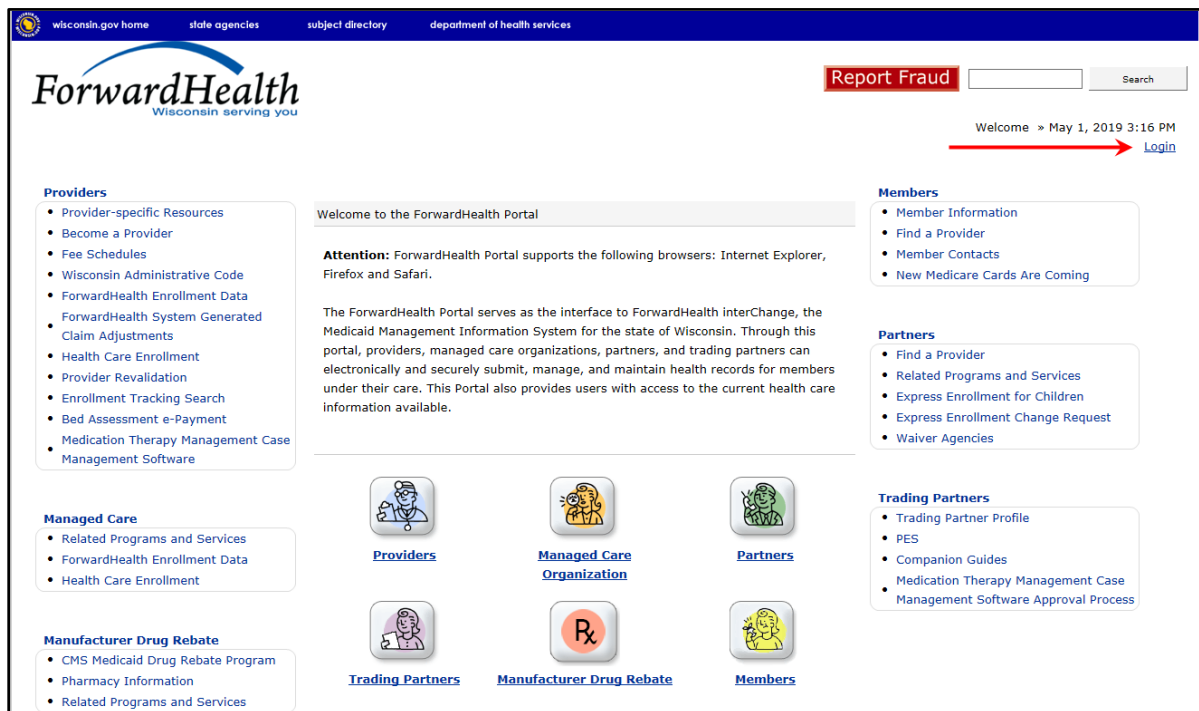 wisconsin.gov home state agencies subject directory department of health services
ForwardHealth
Wisconsin serving you
Report Fraud
Search
Welcome » May 1, 2019 3:16 PM
Login
Providers
Provider-specific Resources
Become a Provider
Fee Schedules
Wisconsin Administrative Code
ForwardHealth Enrollment Data
ForwardHealth System Generated
Claim Adjustments
Health Care Enrollment
Provider Revalidation
Enrollment Tracking Search
Bed Assessment e-Payment
Medication Therapy Management Case
Management Software
Managed Care
Related Programs and Services
ForwardHealth Enrollment Data
Health Care Enrollment
Manufacturer Drug Rebate
CMS Medicaid Drug Rebate Program
Pharmacy Information
Related Programs and Services
Welcome to the ForwardHealth Portal
Attention: ForwardHealth Portal supports the following browsers: Internet Explorer,
Firefox and Safari.
The ForwardHealth Portal serves as the interface to ForwardHealth interChange, the
Medicaid Management Information System for the state of Wisconsin. Through this
portal, providers, managed care organizations, partners, and trading partners can
electronically and securely submit, manage, and maintain health records for members
under their care. This Portal also provides users with access to the current health care
information available.
Providers
Managed Care
Organization
Partners
Rx
Trading Partners
Manufacturer Drug Rebate
Members
Members
Member Information
Find a Provider
Member Contacts
New Medicare Cards Are Coming
Partners
Find a Provider
Related Programs and Services
Express Enrollment for Children
Express Enrollment Change Request
Waiver Agencies
Trading Partners
Trading Partner Profile
PES
Companion Guides
Medication Therapy Management Case
Management Software Approval Process